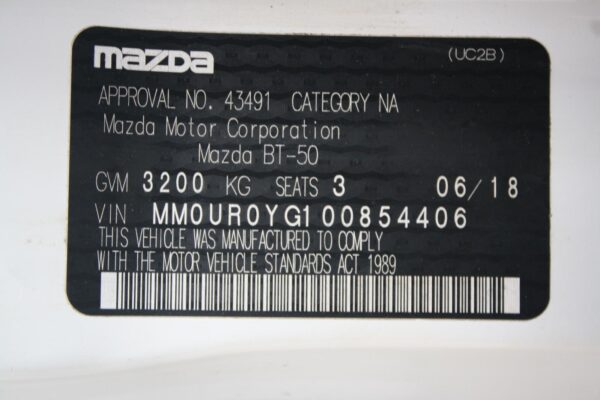 mazda (UC2B)
APPROVAL NO. 43491 CATEGORY NA
Mazda Motor Corporation
Mazda BT-50
GVM 3200 KG SEATS 3 06/18
VIN MM0UR0YG100854406
THIS VEHICLE WAS MANUFACTURED TO COMPLY
WITH THE MOTOR VEHICLE STANDARDS ACT 1989